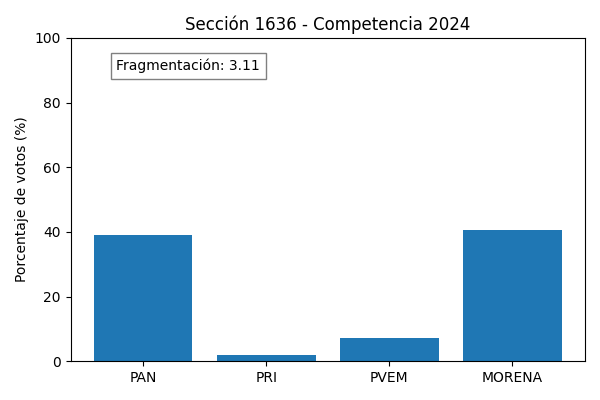 Sección 1636 - Competencia 2024
Fragmentación: 3.11
Porcentaje de votos (%)
100
80
60
40
20
0
PAN PRI PVEM MORENA